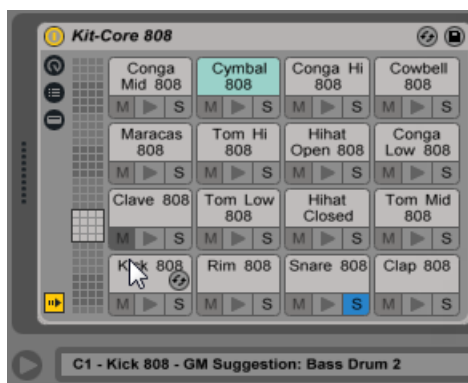 Kit-Core 808
Conga Cymbal Conga Hi Cowbell
Mid 808 808 808 808
M S M S M S M S
Maracas Tom Hi Hihat Conga
808 808 Open 808 Low 808
M S M S M S M S
Clave 808 Tom Low Hihat Tom Mid
808 Closed 808
M S M S M S M S
Kick 808 Rim 808 Snare 808 Clap 808
M S M S M S M S
C1 - Kick 808 - GM Suggestion: Bass Drum 2